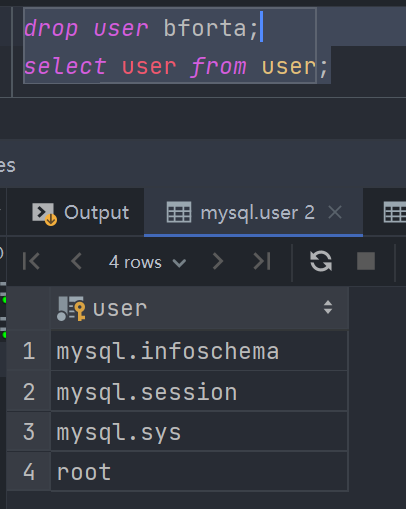 drop user bforta;
select user from user;
es
Output
mysql.user 2
4 rows
user
1 mysql.infoschema
2 mysql.session
3 mysql.sys
4 root